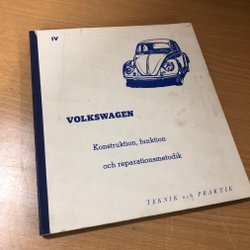 IV
VOLKSWAGEN
Konstruktion, funktion
och reparationsmetodik
TEKNIK och PRAKTIK